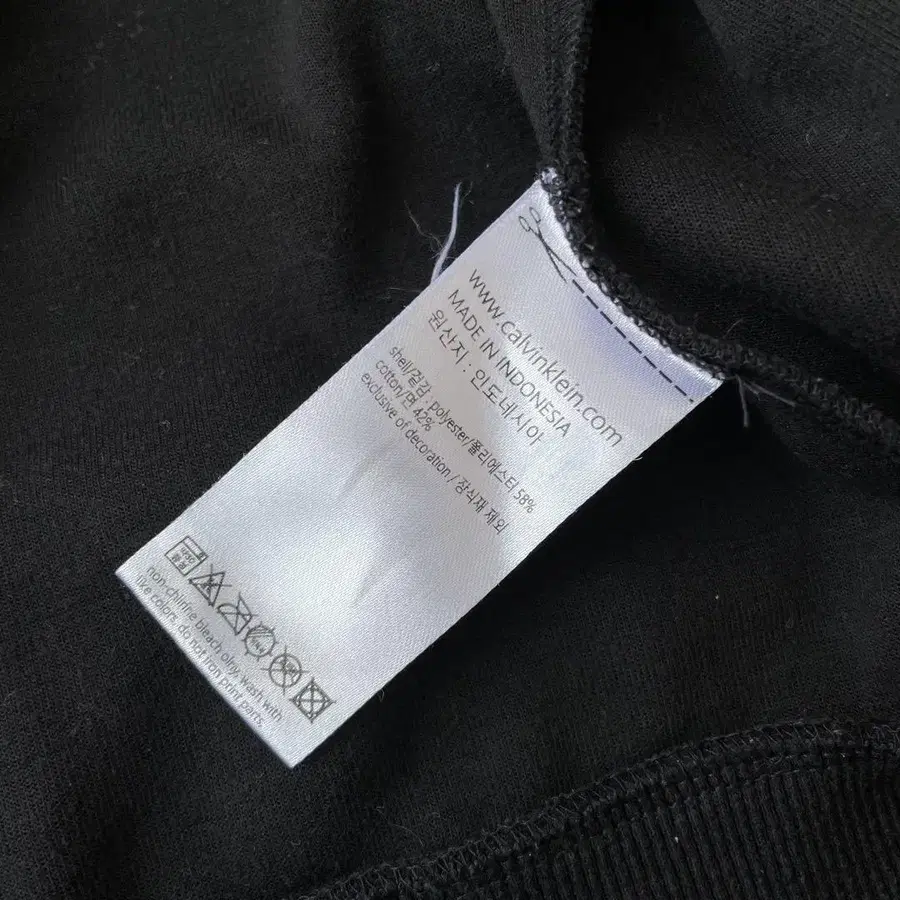 www.calvinklein.com
MADE IN INDONESIA
원산지 : 인도네시아
shell/겉감 : polyester/폴리에스터 58%
cotton/면 42%
exclusive of decoration / 장식재 제외
non-chlrine bleach olny, wash with
like colors, do not iron print parts.